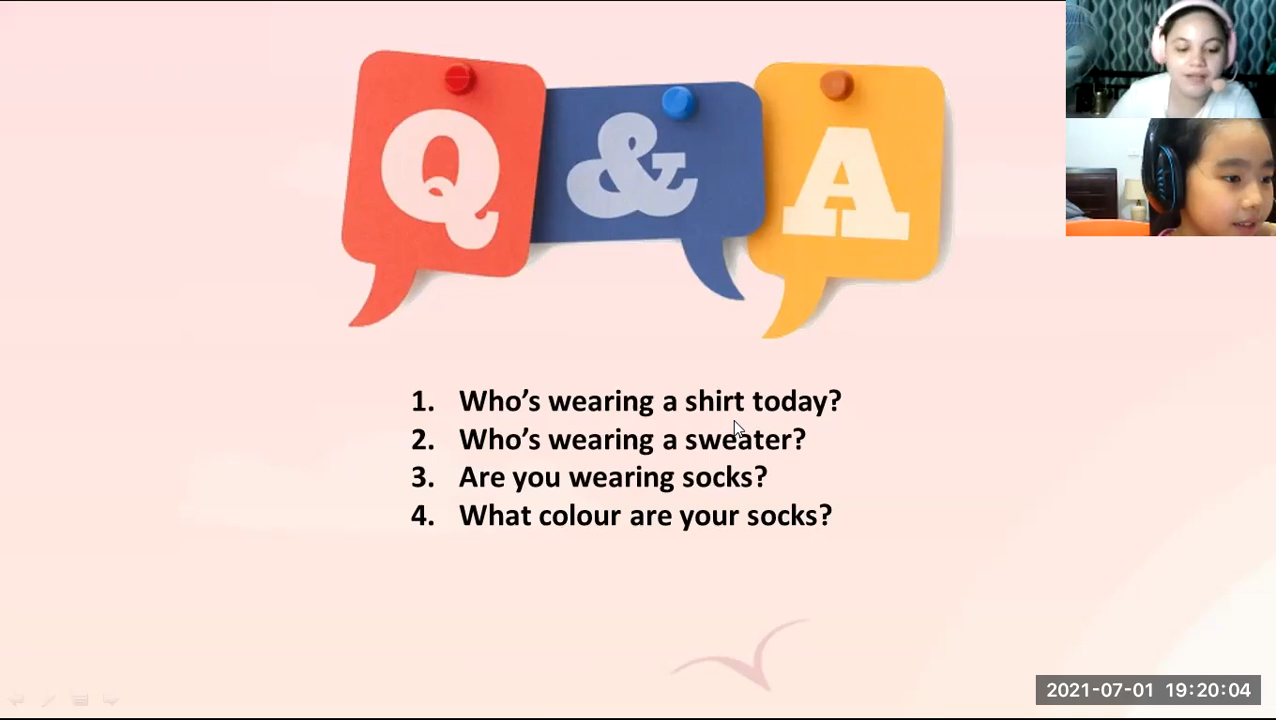 Q & A
1. Who’s wearing a shirt today?
2. Who’s wearing a sweater?
3. Are you wearing socks?
4. What colour are your socks?
2021-07-01 19:20:04